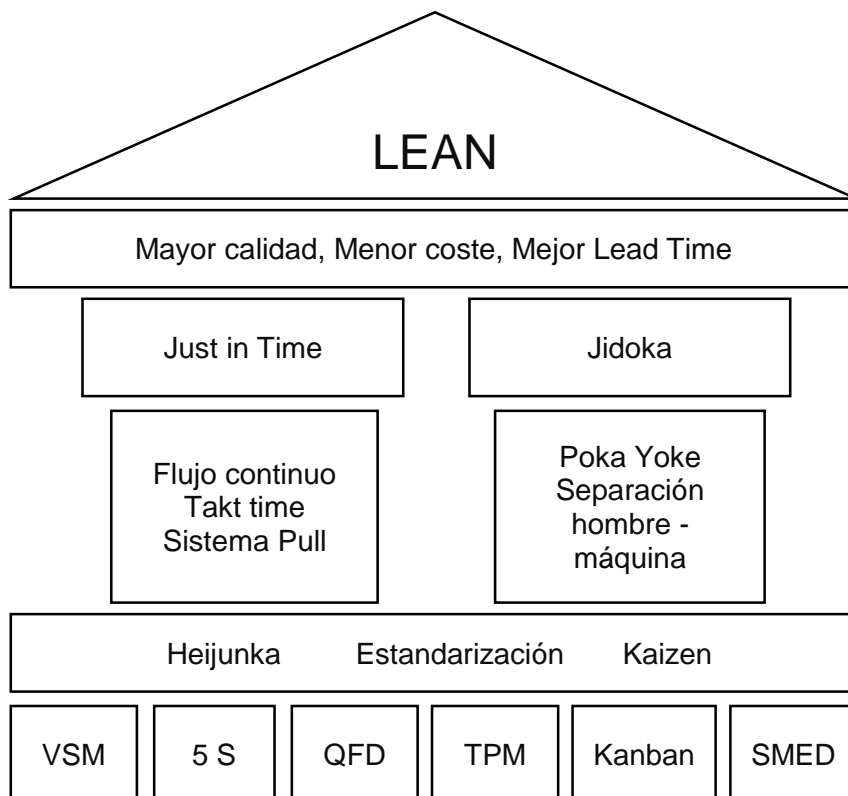 LEAN
Mayor calidad, Menor coste, Mejor Lead Time
Just in Time
Jidoka
Flujo continuo
Takt time
Sistema Pull
Poka Yoke
Separación
hombre -
máquina
Heijunka Estandarización Kaizen
VSM
5 S
QFD
TPM
Kanban
SMED